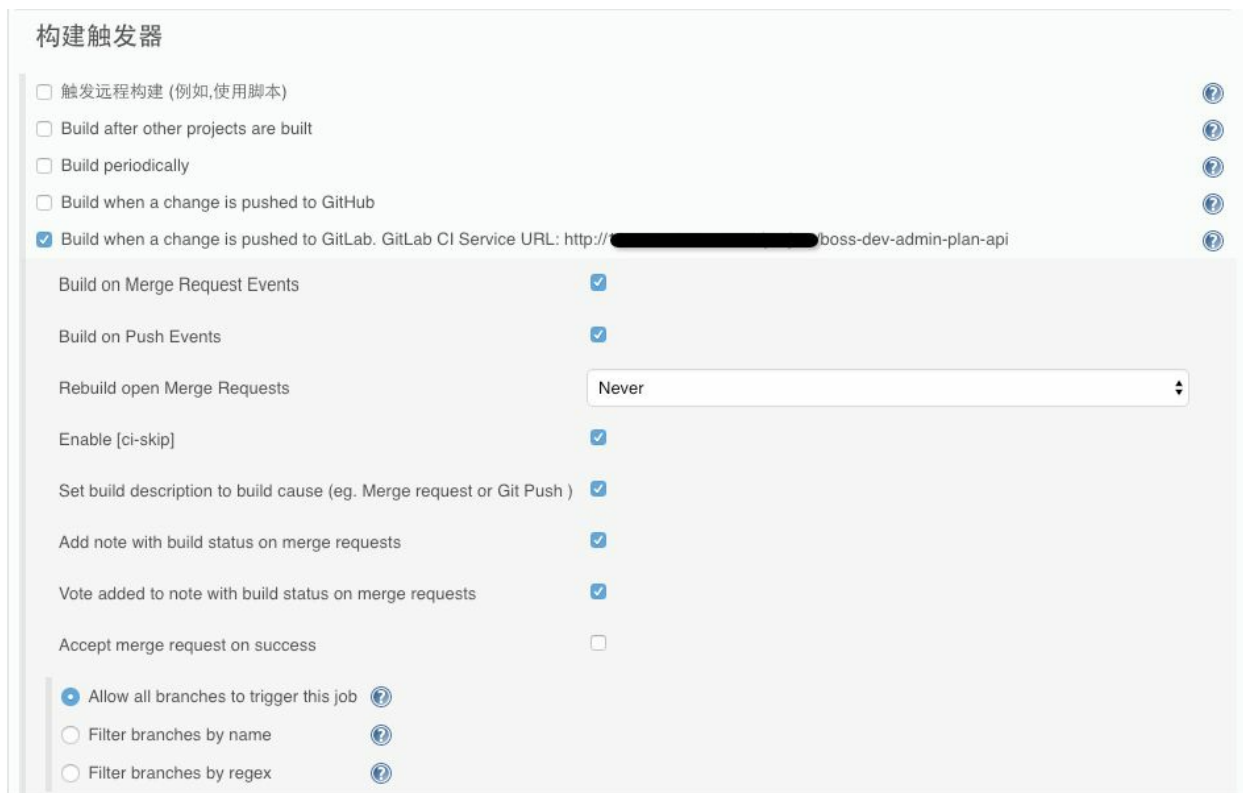 构建触发器
触发远程构建 (例如,使用脚本)
Build after other projects are built
Build periodically
Build when a change is pushed to GitHub
Build when a change is pushed to GitLab. GitLab CI Service URL: http:// /boss-dev-admin-plan-api
Build on Merge Request Events
Build on Push Events
Rebuild open Merge Requests Never
Enable [ci-skip]
Set build description to build cause (eg. Merge request or Git Push )
Add note with build status on merge requests
Vote added to note with build status on merge requests
Accept merge request on success
Allow all branches to trigger this job
Filter branches by name
Filter branches by regex